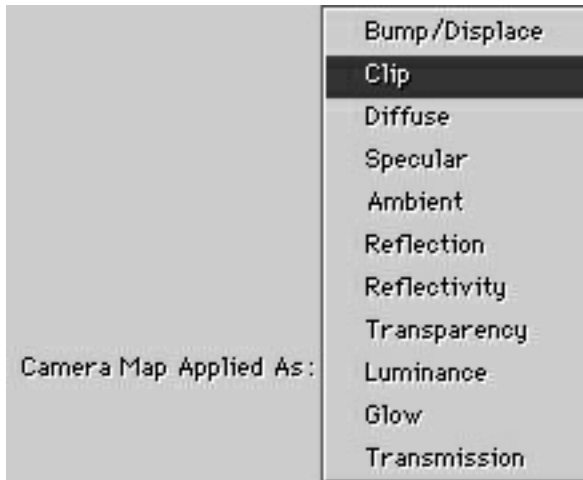 Bump/Displace
Clip
Diffuse
Specular
Ambient
Reflection
Reflectivity
Transparency
Camera Map Applied As:
Luminance
Glow
Transmission